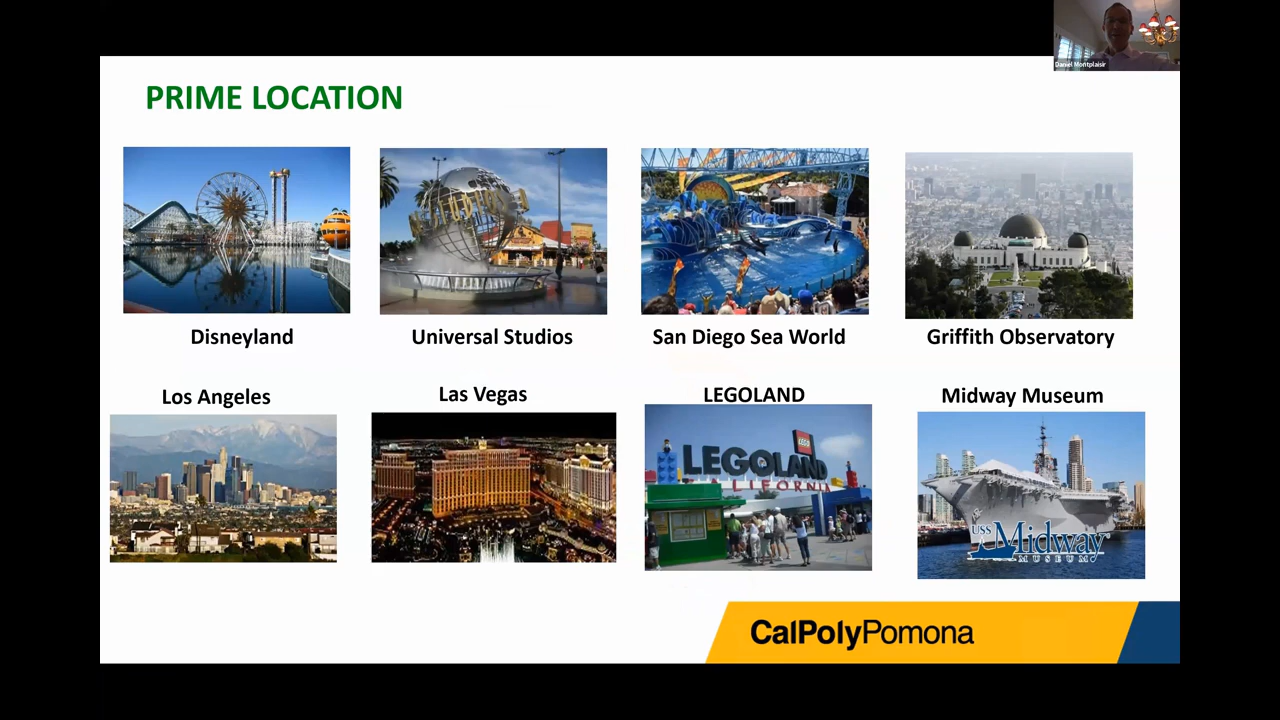 Daniel Montplaisir
PRIME LOCATION
Disneyland
Universal Studios
San Diego Sea World
Griffith Observatory
Los Angeles
Las Vegas
LEGOLAND
Midway Museum
LEGO
LEGOLAND
CALIFORNIA
USS Midway
MUSEUM
CalPolyPomona